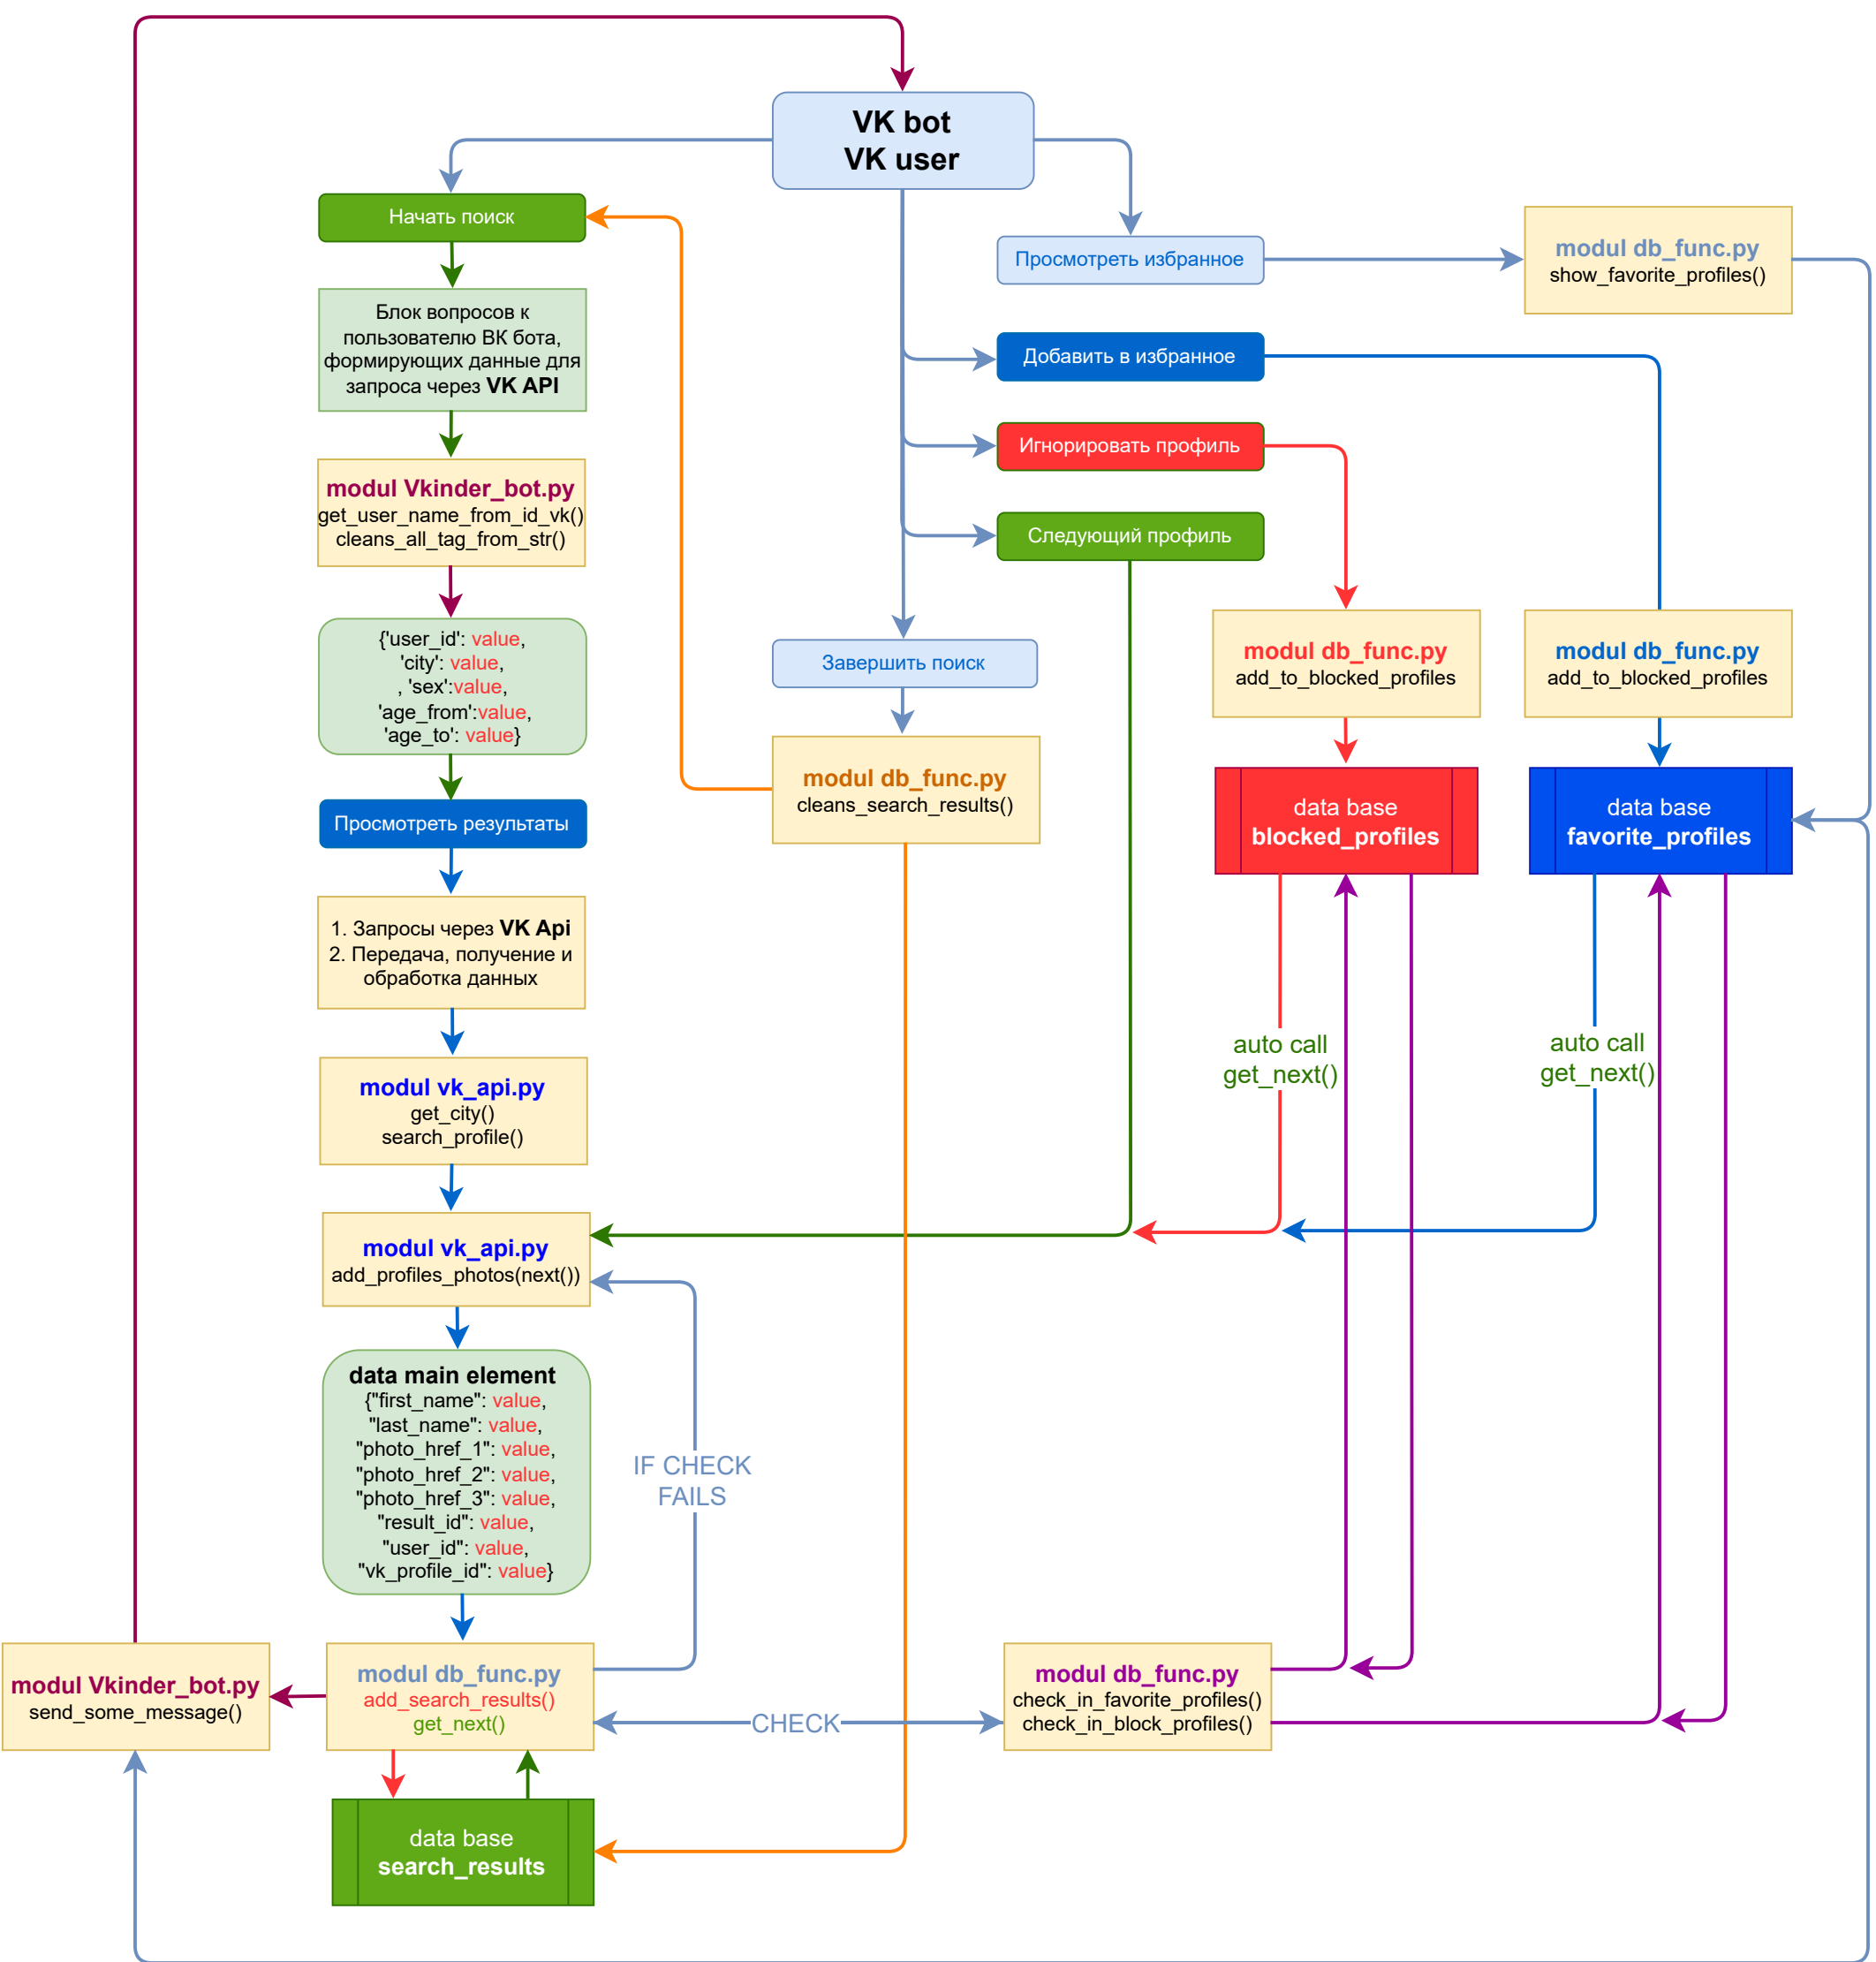 VK bot
VK user
Начать поиск
Блок вопросов к
пользователю ВК бота,
формирующих данные для
запроса через VK API
modul Vkinder_bot.py
get_user_name_from_id_vk()
cleans_all_tag_from_str()
{'user_id': value,
'city': value,
, 'sex':value,
'age_from':value,
'age_to': value}
Просмотреть результаты
1. Запросы через VK Api
2. Передача, получение и
обработка данных
modul vk_api.py
get_city()
search_profile()
modul vk_api.py
add_profiles_photos(next())
data main element
{"first_name": value,
"last_name": value,
"photo_href_1": value,
"photo_href_2": value,
"photo_href_3": value,
"result_id": value,
"user_id": value,
"vk_profile_id": value}
modul db_func.py
add_search_results()
get_next()
data base
search_results
modul Vkinder_bot.py
send_some_message()
IF CHECK
FAILS
CHECK
modul db_func.py
check_in_favorite_profiles()
check_in_block_profiles()
Просмотреть избранное
Добавить в избранное
Игнорировать профиль
Следующий профиль
Завершить поиск
modul db_func.py
cleans_search_results()
modul db_func.py
show_favorite_profiles()
modul db_func.py
add_to_blocked_profiles
modul db_func.py
add_to_blocked_profiles
data base
blocked_profiles
data base
favorite_profiles
auto call
get_next()
auto call
get_next()